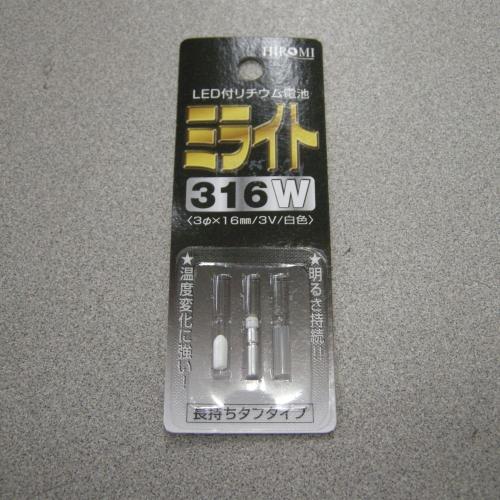 HIROMI
LED付リチウム電池
ミライト
316W
〈3φ×16mm/3V/白色〉
★温度変化に強い!
★明るさ持続!!
長持ちタフタイプ